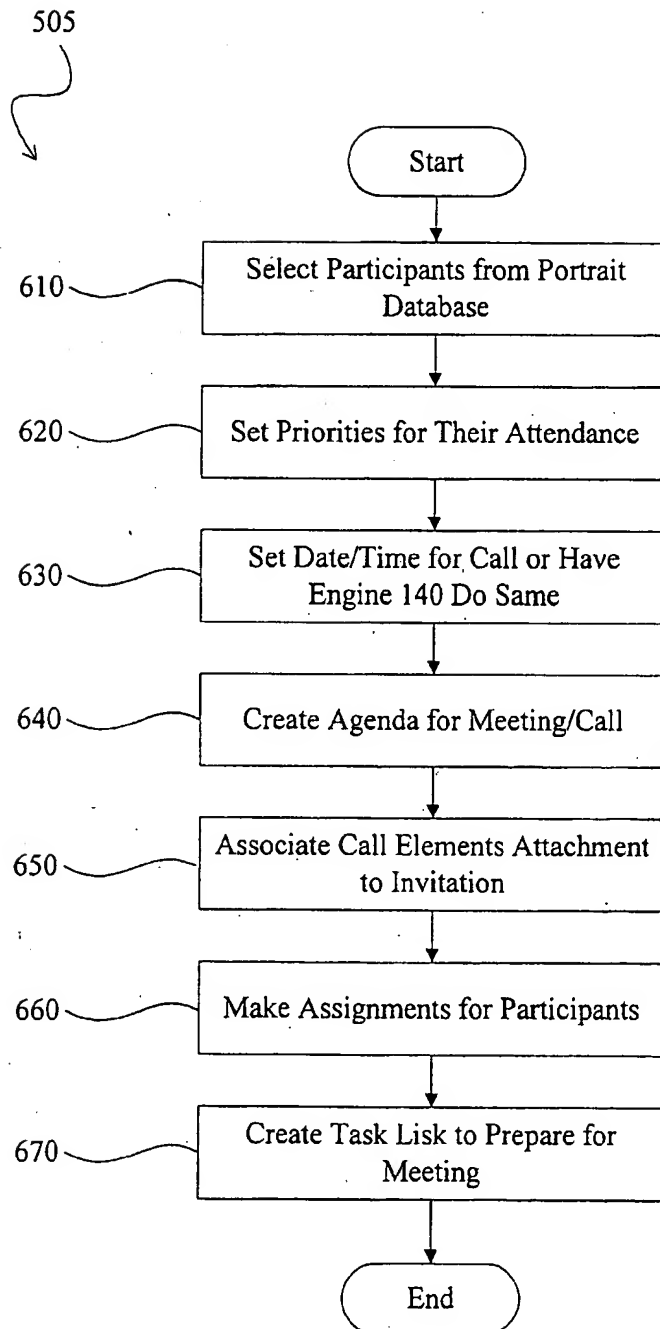 505
Start
610
Select Participants from Portrait
Database
620
Set Priorities for Their Attendance
630
Set Date/Time for Call or Have
Engine 140 Do Same
640
Create Agenda for Meeting/Call
650
Associate Call Elements Attachment
to Invitation
660
Make Assignments for Participants
670
Create Task Lisk to Prepare for
Meeting
End